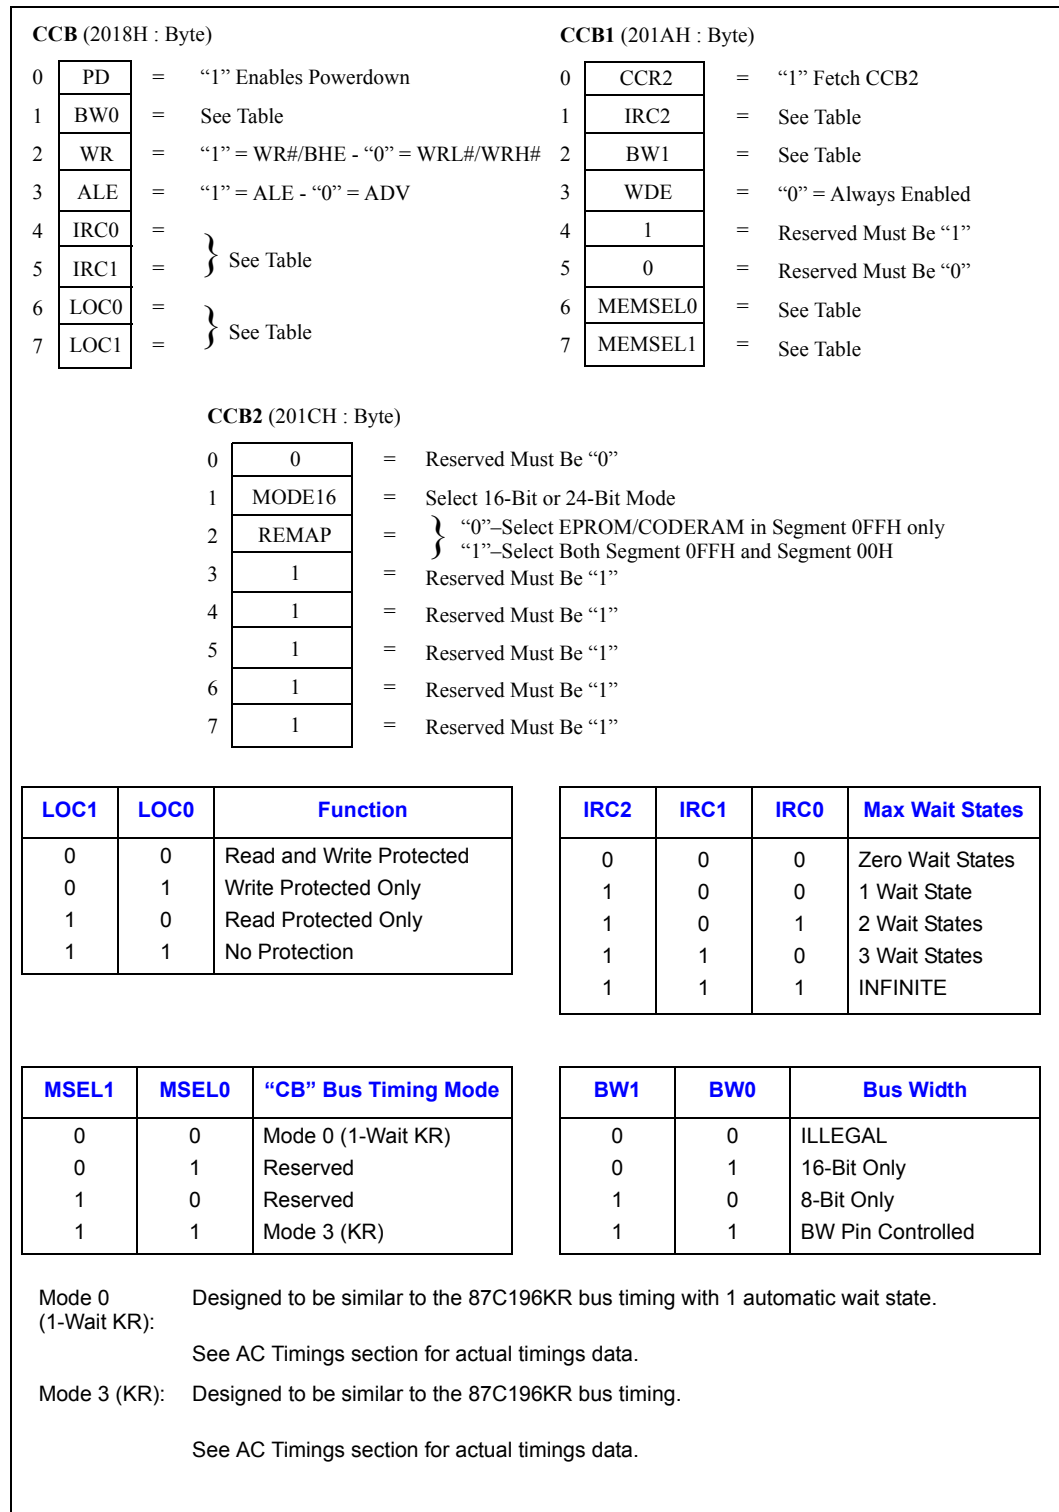 CCB (2018H : Byte)
0 PD = “1” Enables Powerdown
1 BW0 = See Table
2 WR = “1” = WR#/BHE - “0” = WRL#/WRH#
3 ALE = “1” = ALE - “0” = ADV
4 IRC0 =
5 IRC1 = } See Table
6 LOC0 =
7 LOC1 = } See Table
CCB1 (201AH : Byte)
0 CCR2 = “1” Fetch CCB2
1 IRC2 = See Table
2 BW1 = See Table
3 WDE = “0” = Always Enabled
4 1 = Reserved Must Be “1”
5 0 = Reserved Must Be “0”
6 MEMSEL0 = See Table
7 MEMSEL1 = See Table
CCB2 (201CH : Byte)
0 0 = Reserved Must Be “0”
1 MODE16 = Select 16-Bit or 24-Bit Mode
2 REMAP = } “0”–Select EPROM/CODERAM in Segment 0FFH only
“1”–Select Both Segment 0FFH and Segment 00H
3 1 = Reserved Must Be “1”
4 1 = Reserved Must Be “1”
5 1 = Reserved Must Be “1”
6 1 = Reserved Must Be “1”
7 1 = Reserved Must Be “1”
LOC1 LOC0 Function
0 0 Read and Write Protected
0 1 Write Protected Only
1 0 Read Protected Only
1 1 No Protection
IRC2 IRC1 IRC0 Max Wait States
0 0 0 Zero Wait States
1 0 0 1 Wait State
1 0 1 2 Wait States
1 1 0 3 Wait States
1 1 1 INFINITE
MSEL1 MSEL0 “CB” Bus Timing Mode
0 0 Mode 0 (1-Wait KR)
0 1 Reserved
1 0 Reserved
1 1 Mode 3 (KR)
BW1 BW0 Bus Width
0 0 ILLEGAL
0 1 16-Bit Only
1 0 8-Bit Only
1 1 BW Pin Controlled
Mode 0 Designed to be similar to the 87C196KR bus timing with 1 automatic wait state.
(1-Wait KR):
See AC Timings section for actual timings data.
Mode 3 (KR): Designed to be similar to the 87C196KR bus timing.
See AC Timings section for actual timings data.